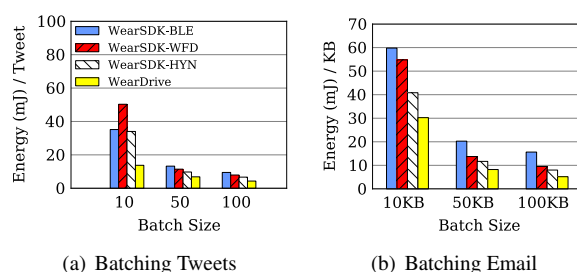 100
80
60
40
20
0
Energy (mJ) / Tweet
WearSDK-BLE
WearSDK-WFD
WearSDK-HYN
WearDrive
10 50 100
Batch Size
(a) Batching Tweets
70
60
50
40
30
20
10
0
Energy (mJ) / KB
10KB 50KB 100KB
Batch Size
(b) Batching Email